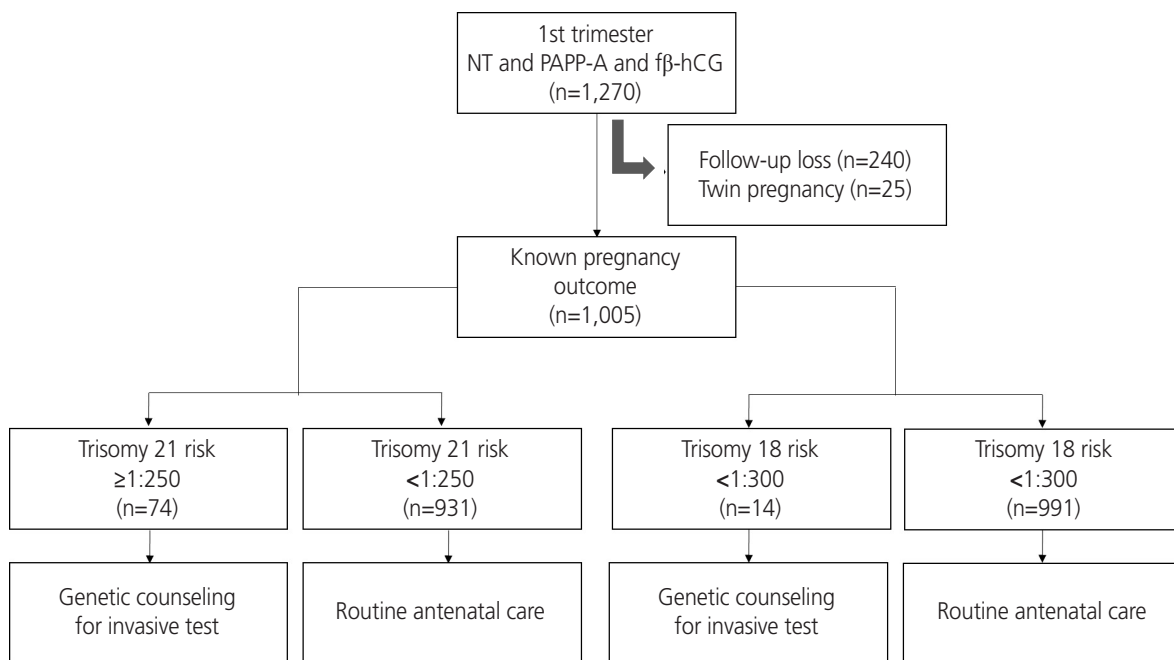 1st trimester
NT and PAPP-A and fβ-hCG
(n=1,270)
Follow-up loss (n=240)
Twin pregnancy (n=25)
Known pregnancy
outcome
(n=1,005)
Trisomy 21 risk
≥1:250
(n=74)
Trisomy 21 risk
<1:250
(n=931)
Trisomy 18 risk
<1:300
(n=14)
Trisomy 18 risk
<1:300
(n=991)
Genetic counseling
for invasive test
Routine antenatal care
Genetic counseling
for invasive test
Routine antenatal care